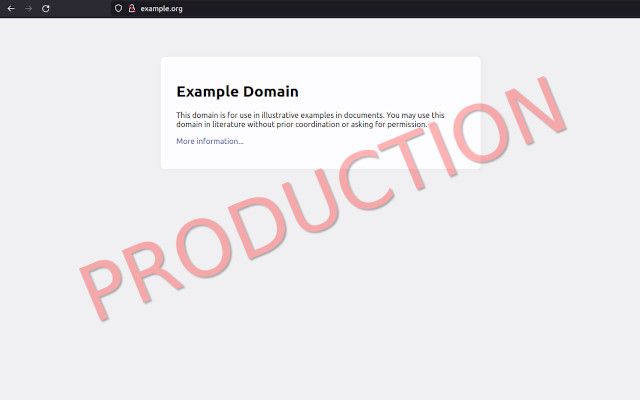 example.org
Example Domain
This domain is for use in illustrative examples in documents. You may use this
domain in literature without prior coordination or asking for permission.
More information...
PRODUCTION